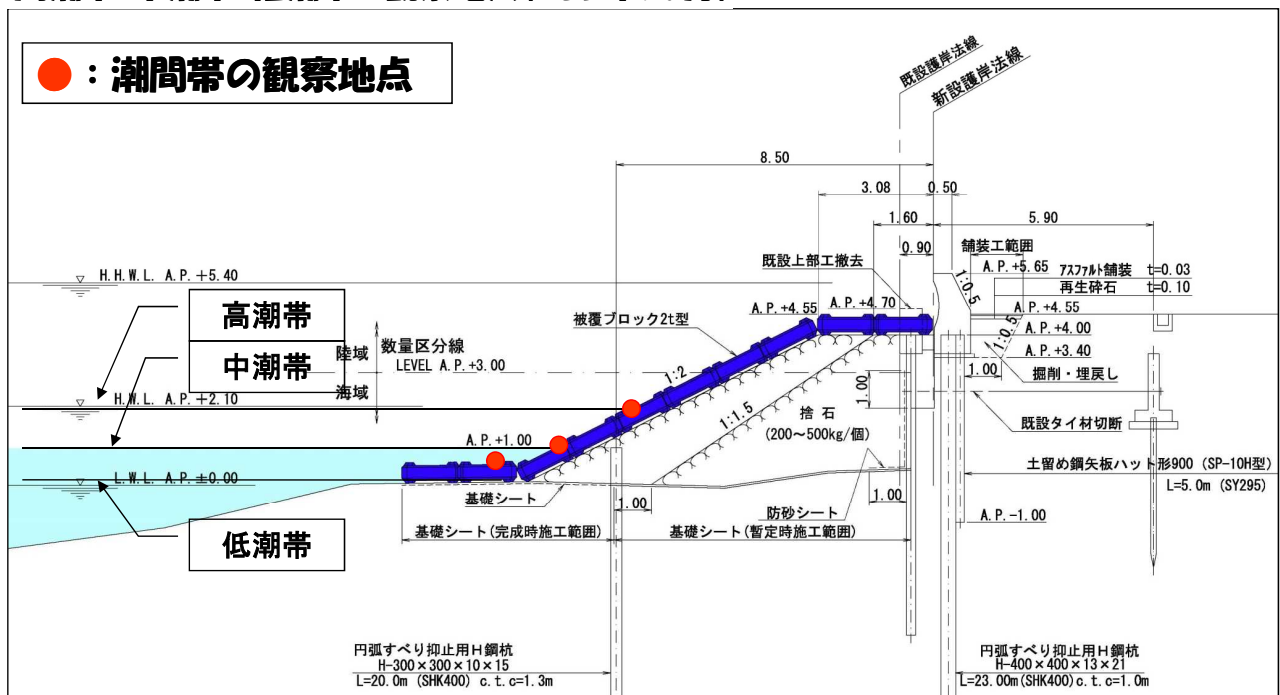 ●：潮間帯の観察地点
既設護岸法線
新設護岸法線
8.50
3.08
0.50
1.60
5.90
0.90
舗装工範囲
既設上部工撤去
A.P.+5.65
アスファルト舗装 t=0.03
再生砕石 t=0.10
1:0.5
H.H.W.L. A.P.+5.40
A.P.+4.55
A.P.+4.70
A.P.+4.55
高潮帯
被覆ブロック2t型
A.P.+4.00
1:0.5
陸域
数量区分線
中潮帯
LEVEL A.P.+3.00
A.P.+3.40
海域
1:2
1.00
1.00
掘削・埋戻し
H.W.L. A.P.+2.10
1:1.5
捨石
(200～500kg/個)
既設タイ材切断
A.P.+1.00
土留め鋼矢板ハット形900 (SP-10H型)
L=5.0m (SY295)
L.W.L. A.P.±0.00
基礎シート
1.00
防砂シート
1.00
A.P.-1.00
基礎シート(完成時施工範囲)
基礎シート(暫定時施工範囲)
低潮帯
円弧すべり抑止用H鋼杭
H-300×300×10×15
L=20.0m (SHK400) c.t.c=1.3m
円弧すべり抑止用H鋼杭
H-400×400×13×21
L=23.00m(SHK400) c.t.c=1.0m